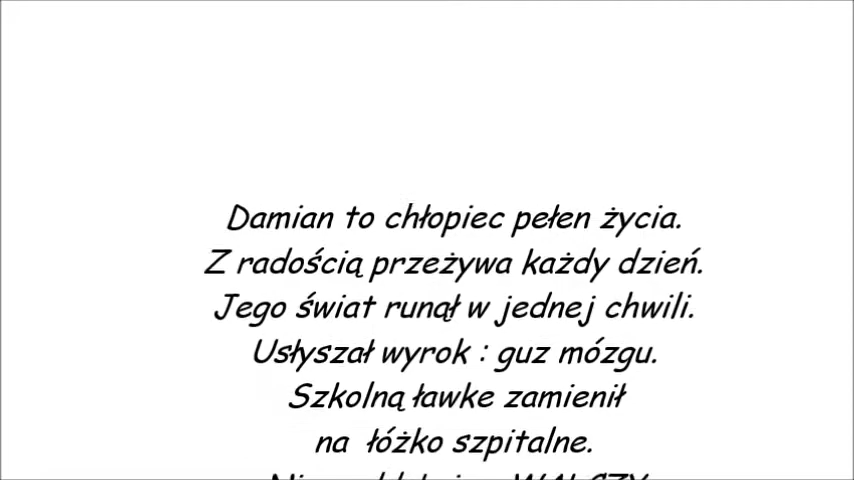 Damian to chłopiec pełen życia.
Z radością przeżywa każdy dzień.
Jego świat runął w jednej chwili.
Usłyszał wyrok : guz mózgu.
Szkolną ławke zamienił
na łóżko szpitalne.